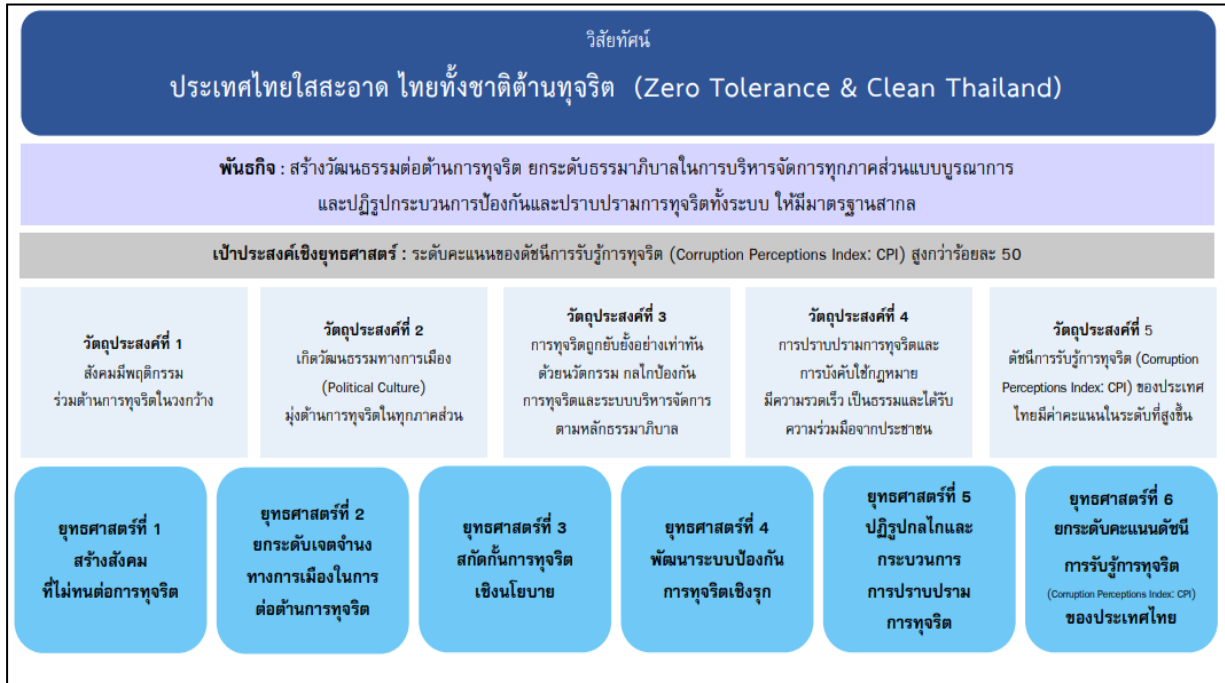 วิสัยทัศน์
ประเทศไทยใสสะอาด ไทยทั้งชาติต้านทุจริต (Zero Tolerance & Clean Thailand)
พันธกิจ : สร้างวัฒนธรรมต่อต้านการทุจริต ยกระดับธรรมาภิบาลในการบริหารจัดการทุกภาคส่วนแบบบูรณาการ
และปฏิรูปกระบวนการป้องกันและปราบปรามการทุจริตทั้งระบบ ให้มีมาตรฐานสากล
เป้าประสงค์เชิงยุทธศาสตร์ : ระดับคะแนนของดัชนีการรับรู้การทุจริต (Corruption Perceptions Index: CPI) สูงกว่าร้อยละ 50
วัตถุประสงค์ที่ 1
สังคมมีพฤติกรรม
ร่วมต้านการทุจริตในวงกว้าง
วัตถุประสงค์ที่ 2
เกิดวัฒนธรรมทางการเมือง
(Political Culture)
มุ่งต้านการทุจริตในทุกภาคส่วน
วัตถุประสงค์ที่ 3
การทุจริตถูกยับยั้งอย่างเท่าทัน
ด้วยนวัตกรรม กลไกป้องกัน
การทุจริตและระบบบริหารจัดการ
ตามหลักธรรมาภิบาล
วัตถุประสงค์ที่ 4
การปราบปรามการทุจริตและ
การบังคับใช้กฎหมาย
มีความรวดเร็ว เป็นธรรมและได้รับ
ความร่วมมือจากประชาชน
วัตถุประสงค์ที่ 5
ดัชนีการรับรู้การทุจริต (Corruption
Perceptions Index: CPI) ของประเทศ
ไทยมีค่าคะแนนในระดับที่สูงขึ้น
ยุทธศาสตร์ที่ 1
สร้างสังคม
ที่ไม่ทนต่อการทุจริต
ยุทธศาสตร์ที่ 2
ยกระดับเจตจำนง
ทางการเมืองในการ
ต่อต้านการทุจริต
ยุทธศาสตร์ที่ 3
สกัดกั้นการทุจริต
เชิงนโยบาย
ยุทธศาสตร์ที่ 4
พัฒนาระบบป้องกัน
การทุจริตเชิงรุก
ยุทธศาสตร์ที่ 5
ปฏิรูปกลไกและ
กระบวนการ
การปราบปราม
การทุจริต
ยุทธศาสตร์ที่ 6
ยกระดับคะแนนดัชนี
การรับรู้การทุจริต
(Corruption Perceptions Index: CPI)
ของประเทศไทย